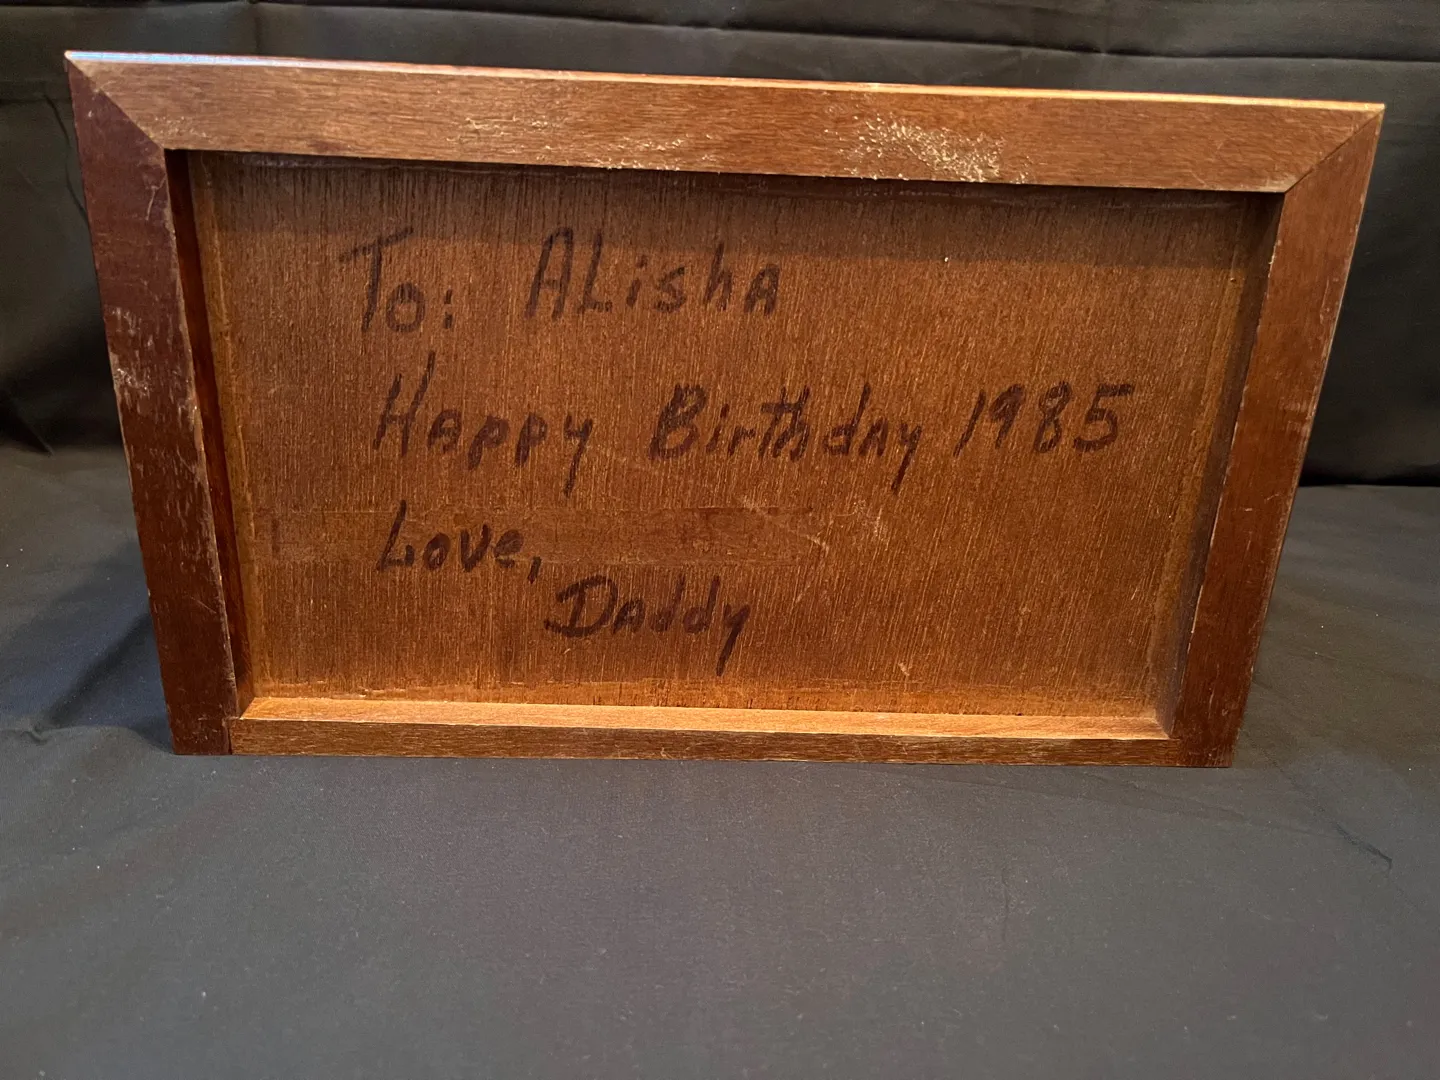 To: ALishA
Happy Birthday 1985
Love,
Daddy